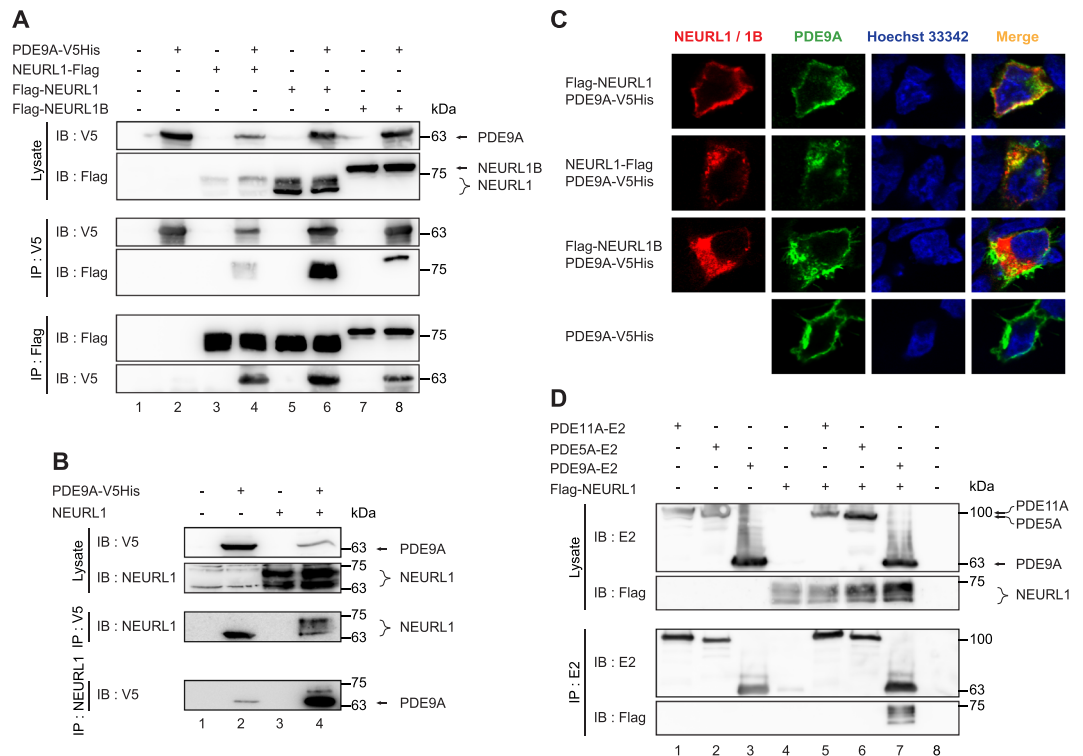 A
PDE9A-V5His - + - + - + - +
NEURL1-Flag - - + + - - - -
Flag-NEURL1 - - - - + + - -
Flag-NEURL1B - - - - - - + + kDa
Lysate
IB : V5 63 ← PDE9A
IB : Flag 75 ← NEURL1B
NEURL1
IP : V5
IB : V5 63
IB : Flag 75
IP : Flag
IB : Flag 75
IB : V5 63
1 2 3 4 5 6 7 8
B
PDE9A-V5His - + - +
NEURL1 - - + + kDa
Lysate
IB : V5 63 ← PDE9A
IB : NEURL1 75 63 NEURL1
IP : V5
IB : NEURL1 75 63 NEURL1
IP : NEURL1
IB : V5 75 63 ← PDE9A
1 2 3 4
C
NEURL1 / 1B PDE9A Hoechst 33342 Merge
Flag-NEURL1
PDE9A-V5His
NEURL1-Flag
PDE9A-V5His
Flag-NEURL1B
PDE9A-V5His
PDE9A-V5His
D
PDE11A-E2 + - - - + - - -
PDE5A-E2 - + - - - + - -
PDE9A-E2 - - + - - - + -
Flag-NEURL1 - - - + + + + - kDa
Lysate
IB : E2 100 PDE11A
PDE5A
63 ← PDE9A
IB : Flag 75 NEURL1
IP : E2
IB : E2 100
63
IB : Flag 75
1 2 3 4 5 6 7 8